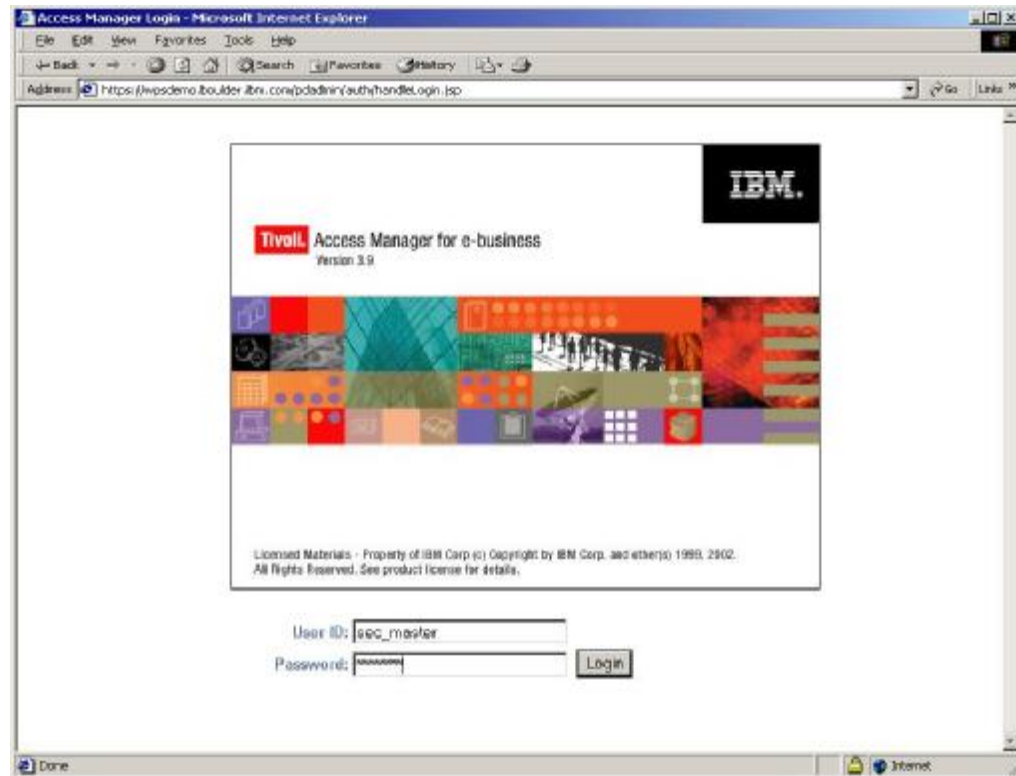 Access Manager Login - Microsoft Internet Explorer
File Edit View Favorites Tools Help
Back Search Favorites History
Address https://wpsdemo.boulder.ibm.com/pdadmin/auth/handleLogin.jsp Go Links »
IBM.
Tivoli. Access Manager for e-business
Version 3.9
Licensed Materials - Property of IBM Corp (c) Copyright by IBM Corp. and other(s) 1999, 2002.
All Rights Reserved. See product license for details.
User ID: sec_master
Password: ********
Login
Done Internet